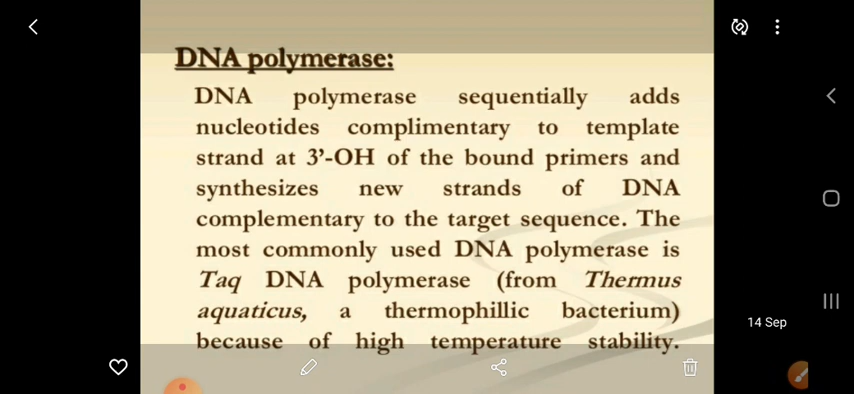 DNA polymerase:
DNA polymerase sequentially adds
nucleotides complimentary to template
strand at 3’-OH of the bound primers and
synthesizes new strands of DNA
complementary to the target sequence. The
most commonly used DNA polymerase is
Taq DNA polymerase (from Thermus
aquaticus, a thermophillic bacterium)
because of high temperature stability.
14 Sep